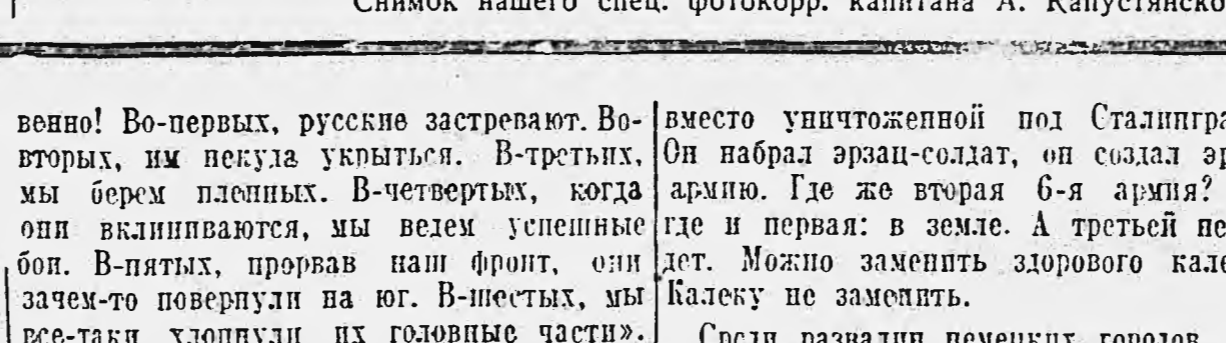 Снимок нашего спец. фотокорр. капитана А. Капустянско
венно! Во-первых, русские застревают. Во-
вторых, им некуда укрыться. В-третьих,
мы берем пленных. В-четвертых, когда
они вклиниваются, мы ведем успешные
бои. В-пятых, прорвав наш фронт, они
зачем-то повернули на юг. В-шестых, мы
все-таки хлопнули их головные части».
вместо уничтоженной под Сталингра
Он набрал эрзац-солдат, он создал эр
армию. Где же вторая 6-я армия?
где и первая: в земле. А третьей не
дет. Можно заменить здорового кале
Калеку не заменить.
Среди развалин немецких городов